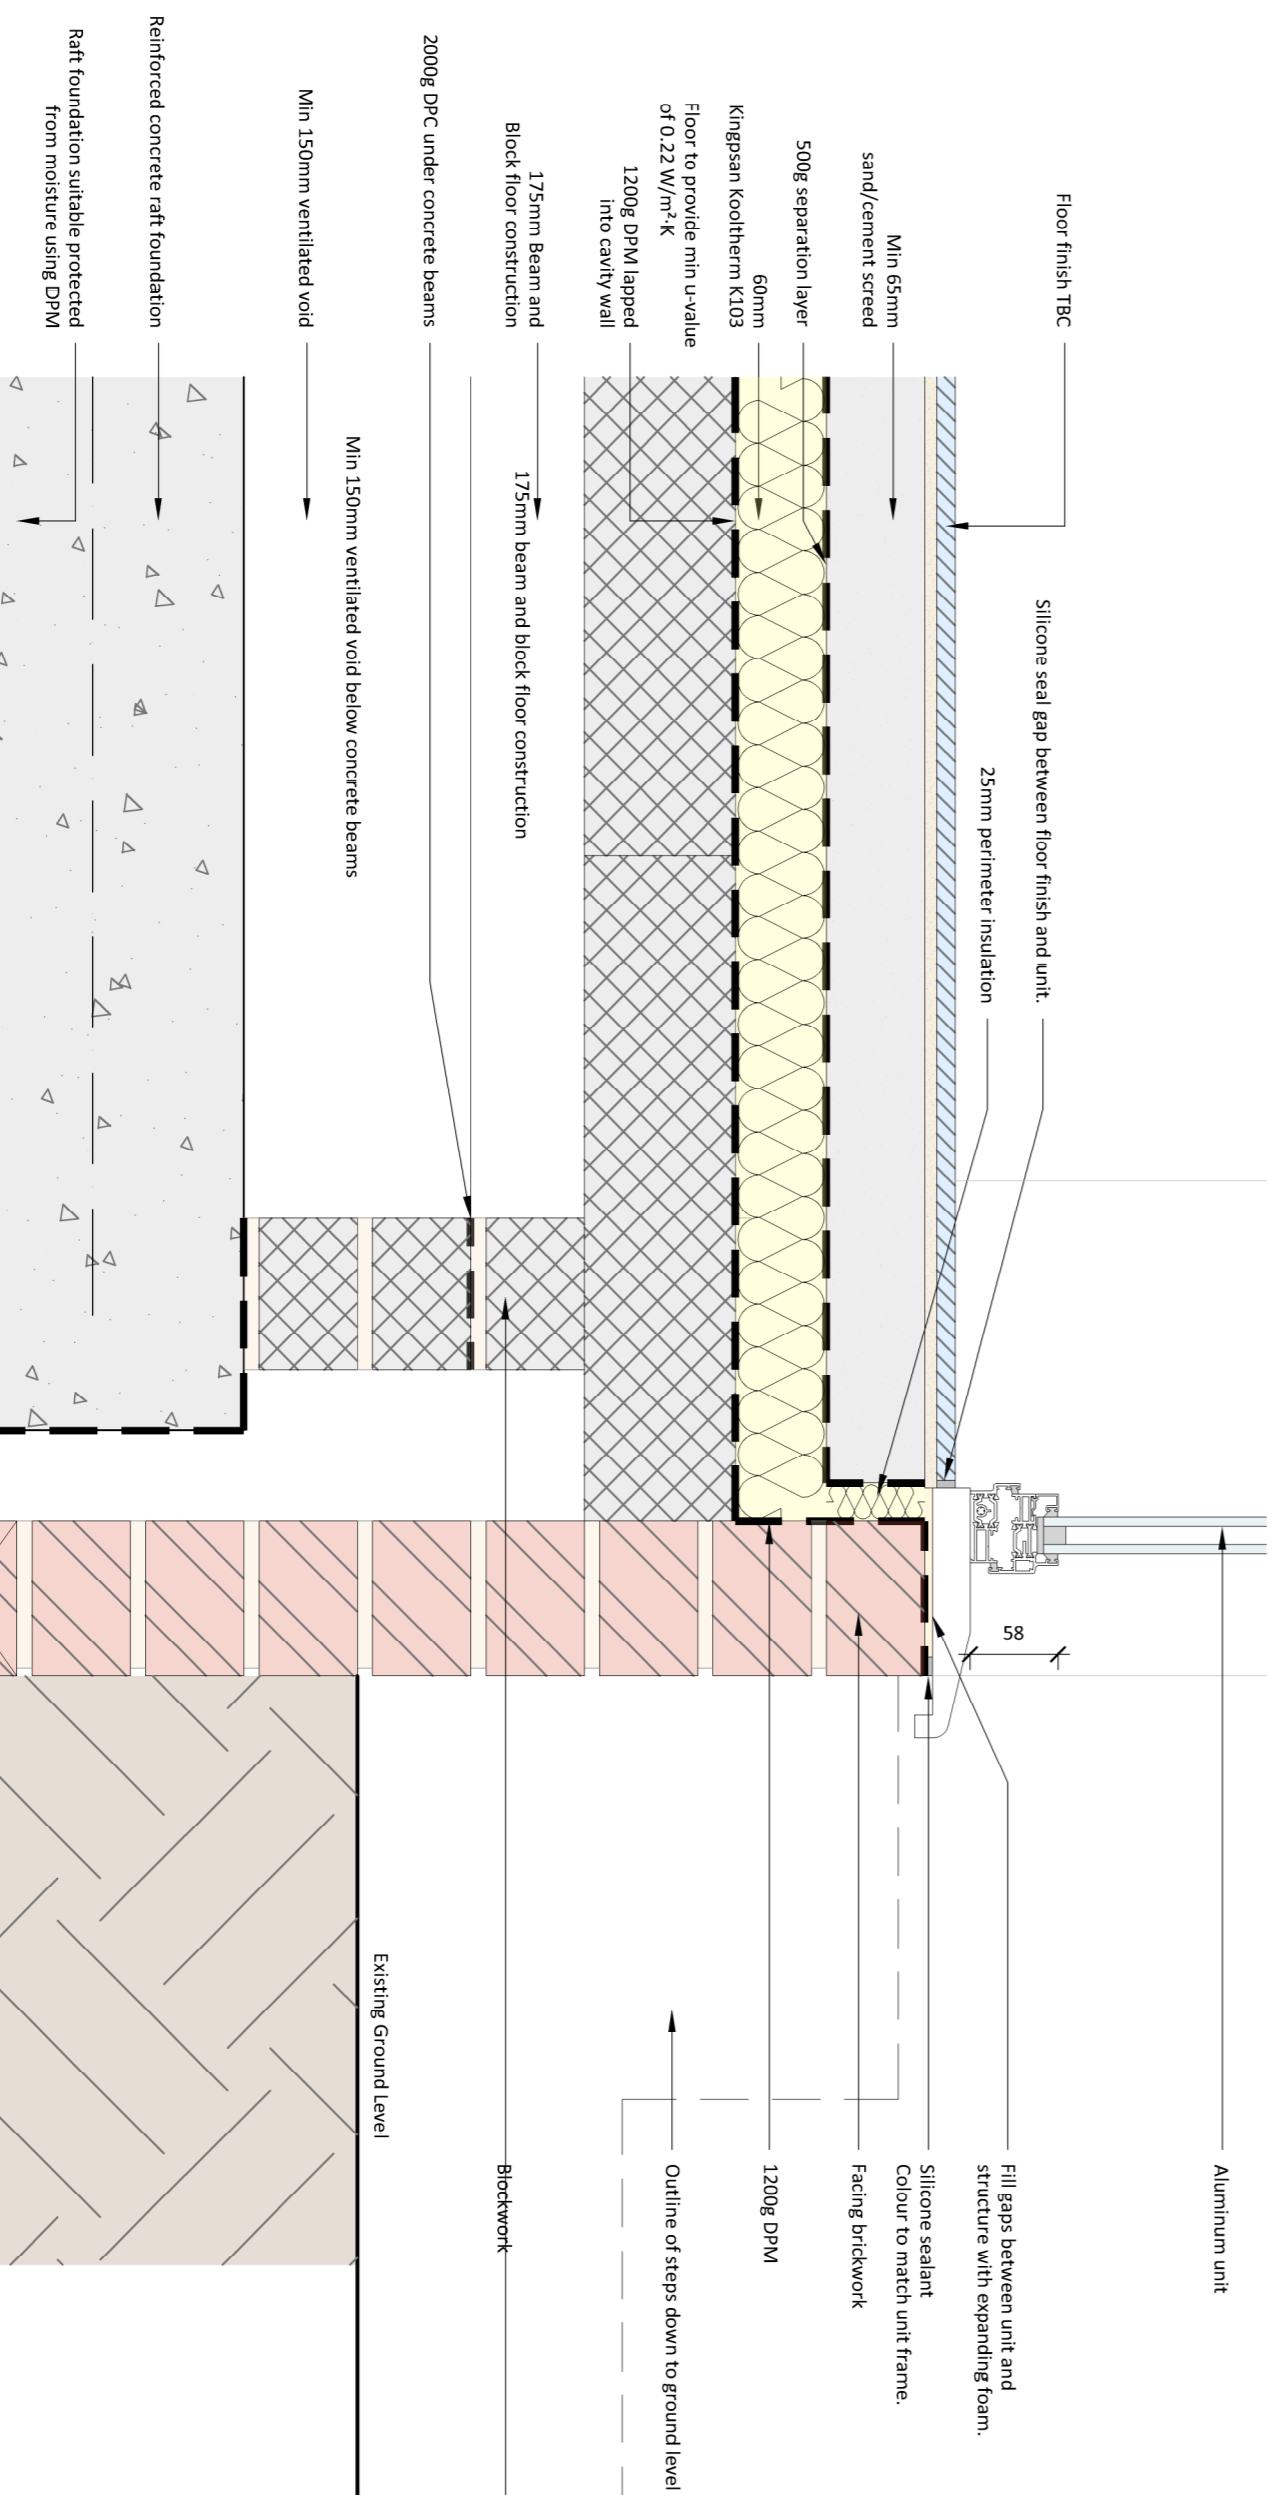 Floor finish TBC
Min 65mm
sand/cement screed
500g separation layer
60mm
Kingpsan Kooltherm K103
Floor to provide min u-value
of 0.22 W/m²·K
1200g DPM lapped
into cavity wall
175mm Beam and
Block floor construction
2000g DPC under concrete beams
Min 150mm ventilated void
Reinforced concrete raft foundation
Raft foundation suitable protected
from moisture using DPM
Silicone seal gap between floor finish and unit.
25mm perimeter insulation
175mm beam and block floor construction
Min 150mm ventilated void below concrete beams
58
Aluminum unit
Fill gaps between unit and
structure with expanding foam.
Silicone sealant
Colour to match unit frame.
Facing brickwork
1200g DPM
Outline of steps down to ground level
Blockwork
Existing Ground Level